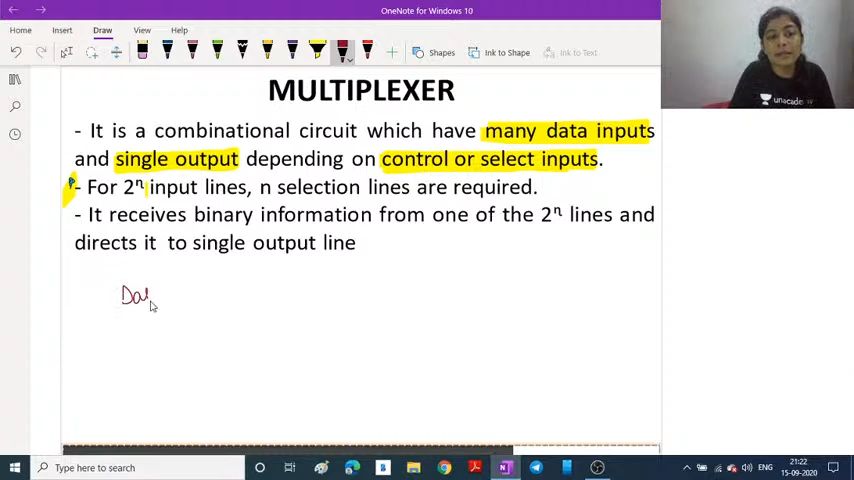 OneNote for Windows 10
Home Insert Draw View Help
Shapes Ink to Shape Ink to Text
MULTIPLEXER
- It is a combinational circuit which have many data inputs
and single output depending on control or select inputs.
- For 2ⁿ input lines, n selection lines are required.
- It receives binary information from one of the 2ⁿ lines and
directs it to single output line
unacademy
Type here to search
ENG
21:22
15-09-2020